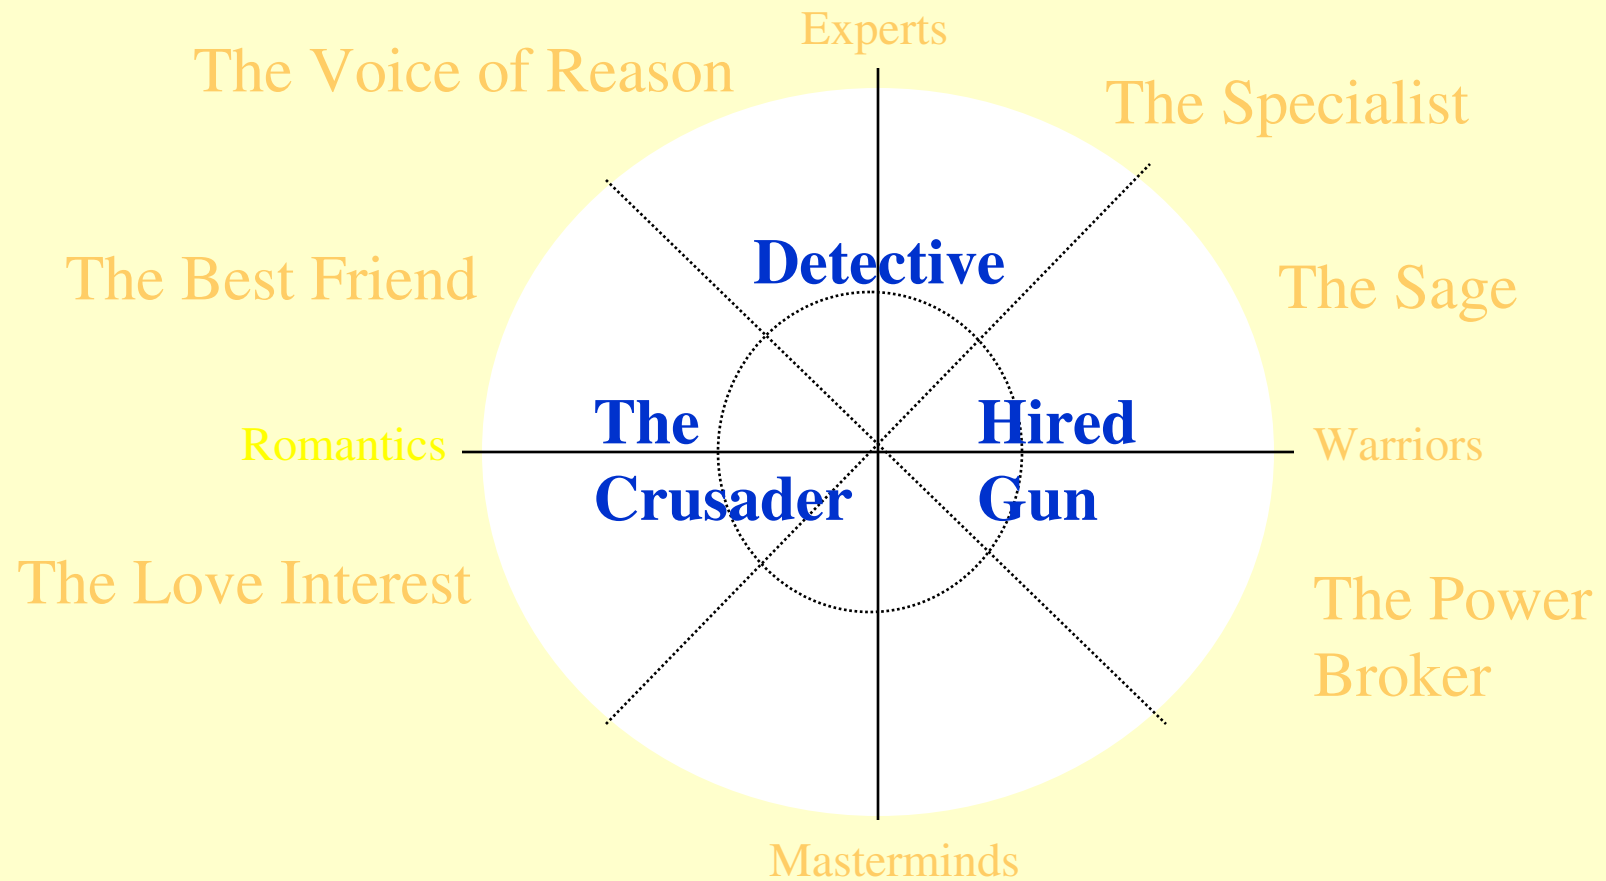 Experts
The Voice of Reason
The Specialist
Detective
The Best Friend
The Sage
The
Crusader
Hired
Gun
Romantics
Warriors
The Love Interest
The Power
Broker
Masterminds